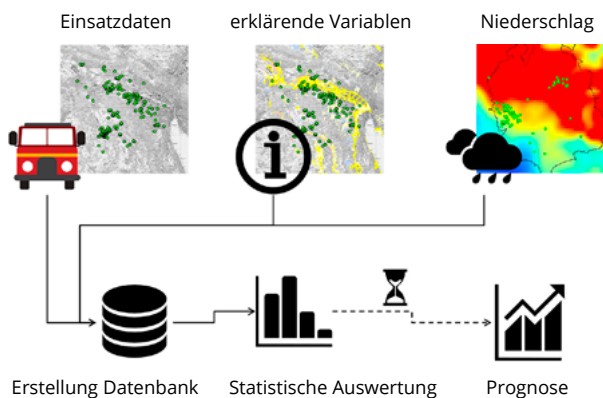 Einsatzdaten
erklärende Variablen
Niederschlag
Erstellung Datenbank
Statistische Auswertung
Prognose